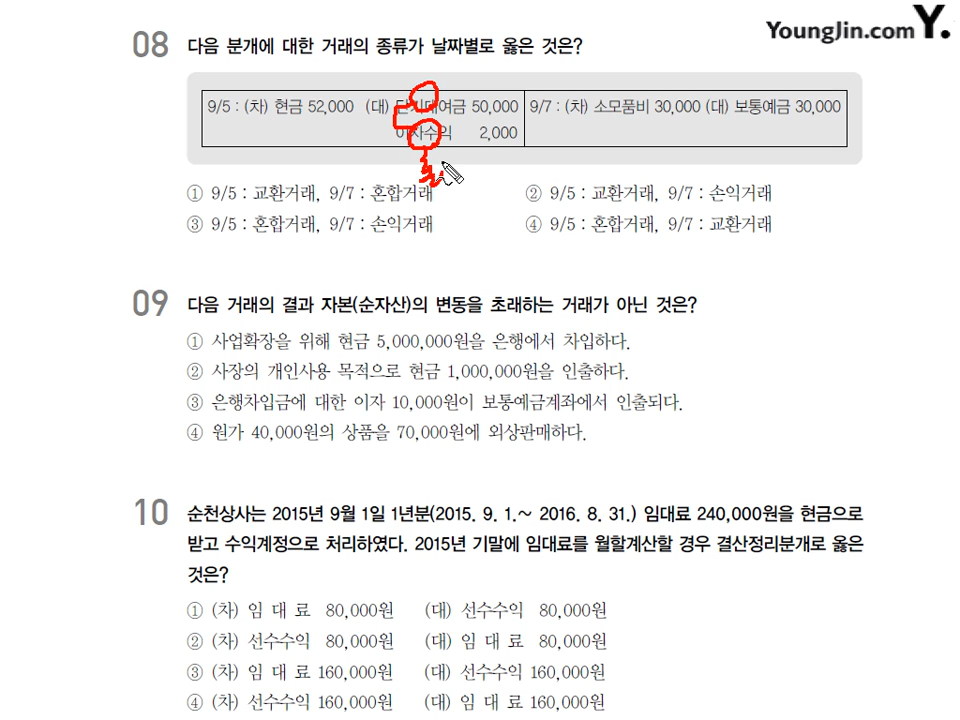 YoungJin.com Y.
08 다음 분개에 대한 거래의 종류가 날짜별로 옳은 것은?
9/5 : (차) 현금 52,000 (대) 단기대여금 50,000 9/7 : (차) 소모품비 30,000 (대) 보통예금 30,000
이자수익 2,000
① 9/5 : 교환거래, 9/7 : 혼합거래 ② 9/5 : 교환거래, 9/7 : 손익거래
③ 9/5 : 혼합거래, 9/7 : 손익거래 ④ 9/5 : 혼합거래, 9/7 : 교환거래
09 다음 거래의 결과 자본(순자산)의 변동을 초래하는 거래가 아닌 것은?
① 사업확장을 위해 현금 5,000,000원을 은행에서 차입하다.
② 사장의 개인사용 목적으로 현금 1,000,000원을 인출하다.
③ 은행차입금에 대한 이자 10,000원이 보통예금계좌에서 인출되다.
④ 원가 40,000원의 상품을 70,000원에 외상판매하다.
10 순천상사는 2015년 9월 1일 1년분(2015. 9. 1.~ 2016. 8. 31.) 임대료 240,000원을 현금으로
받고 수익계정으로 처리하였다. 2015년 기말에 임대료를 월할계산할 경우 결산정리분개로 옳은
것은?
① (차) 임 대 료 80,000원 (대) 선수수익 80,000원
② (차) 선수수익 80,000원 (대) 임 대 료 80,000원
③ (차) 임 대 료 160,000원 (대) 선수수익 160,000원
④ (차) 선수수익 160,000원 (대) 임 대 료 160,000원